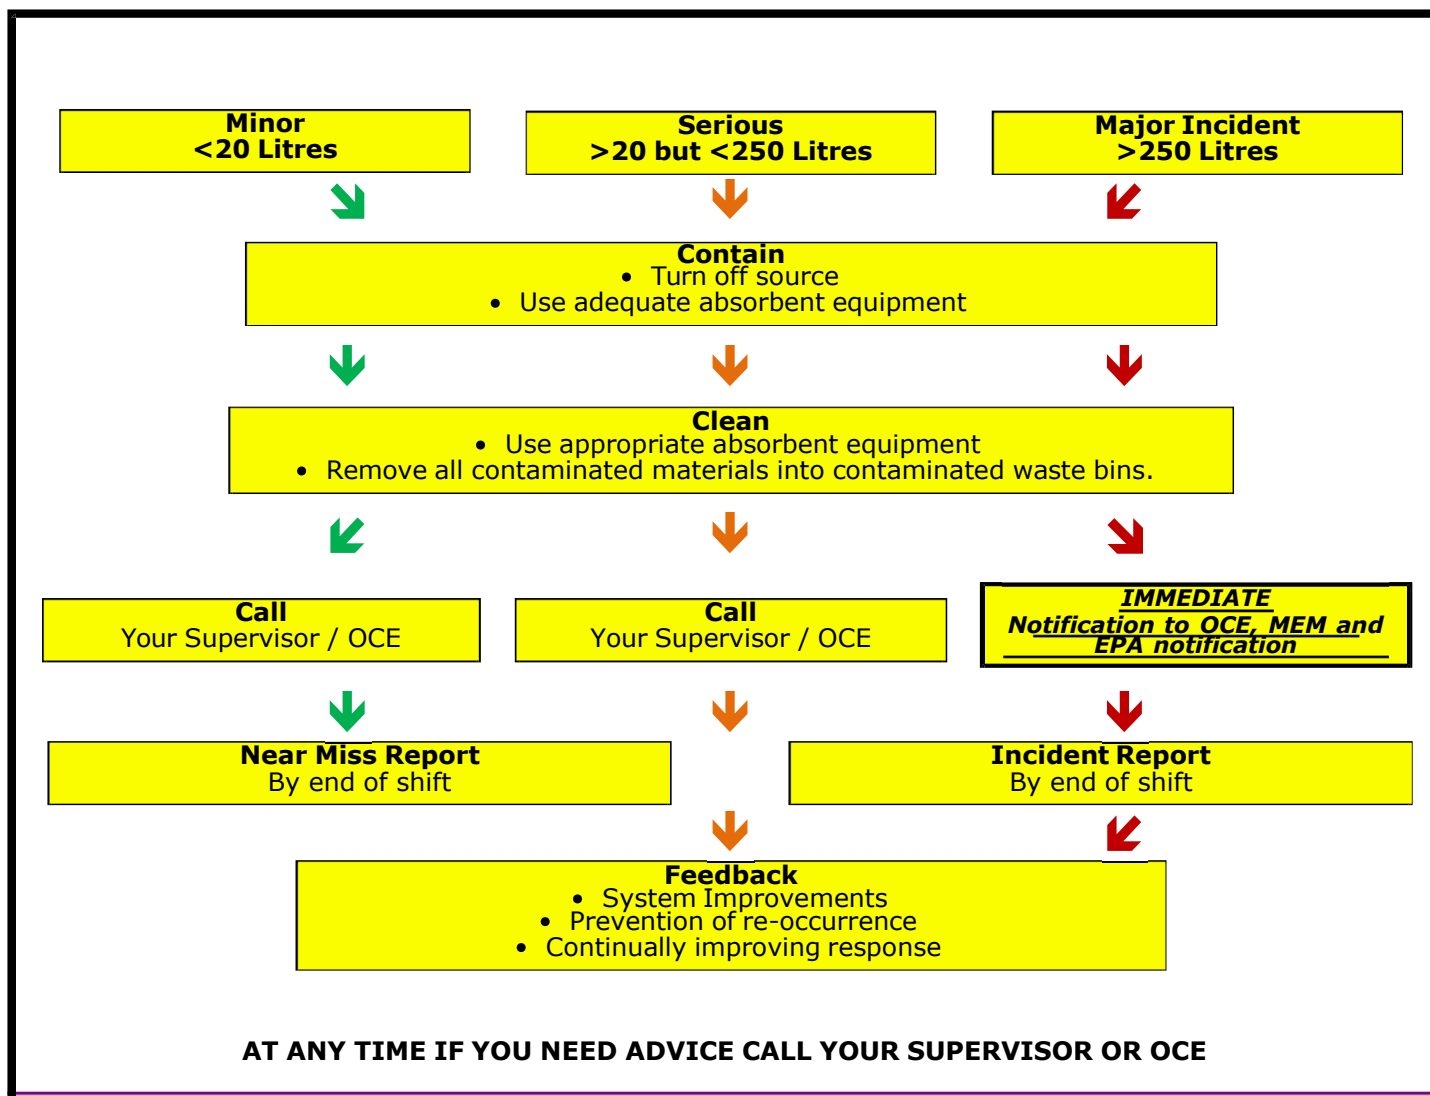 Minor
<20 Litres
Serious
>20 but <250 Litres
Major Incident
>250 Litres
Contain
• Turn off source
• Use adequate absorbent equipment
Clean
• Use appropriate absorbent equipment
• Remove all contaminated materials into contaminated waste bins.
Call
Your Supervisor / OCE
Call
Your Supervisor / OCE
IMMEDIATE
Notification to OCE, MEM and
EPA notification
Near Miss Report
By end of shift
Incident Report
By end of shift
Feedback
• System Improvements
• Prevention of re-occurrence
• Continually improving response
AT ANY TIME IF YOU NEED ADVICE CALL YOUR SUPERVISOR OR OCE